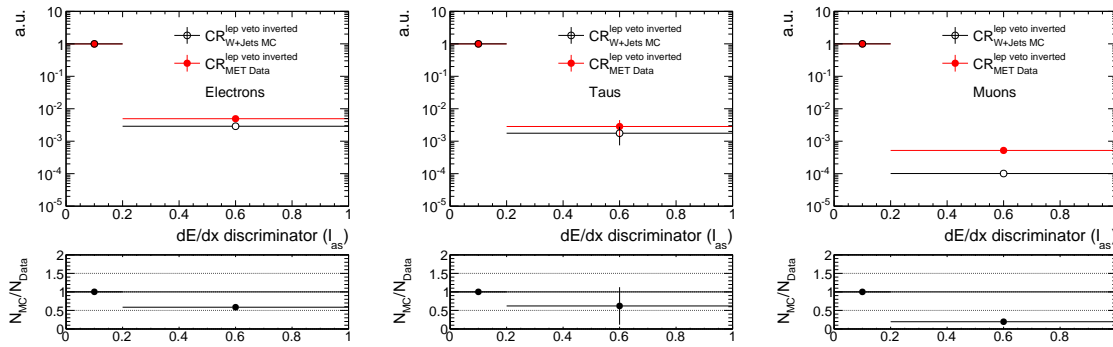 a.u.
1
10^-1
10^-2
10^-3
10^-4
10^-5
CR^lep veto inverted_W+Jets MC
CR^lep veto inverted_MET Data
Electrons
0 0.2 0.4 0.6 0.8 1
dE/dx discriminator (I_as)
N_MC/N_Data
2
1.5
1
0.5
0
0 0.2 0.4 0.6 0.8 1
a.u.
1
10^-1
10^-2
10^-3
10^-4
10^-5
CR^lep veto inverted_W+Jets MC
CR^lep veto inverted_MET Data
Taus
0 0.2 0.4 0.6 0.8 1
dE/dx discriminator (I_as)
N_MC/N_Data
2
1.5
1
0.5
0
0 0.2 0.4 0.6 0.8 1
a.u.
1
10^-1
10^-2
10^-3
10^-4
10^-5
CR^lep veto inverted_W+Jets MC
CR^lep veto inverted_MET Data
Muons
0 0.2 0.4 0.6 0.8 1
dE/dx discriminator (I_as)
N_MC/N_Data
2
1.5
1
0.5
0
0 0.2 0.4 0.6 0.8 1